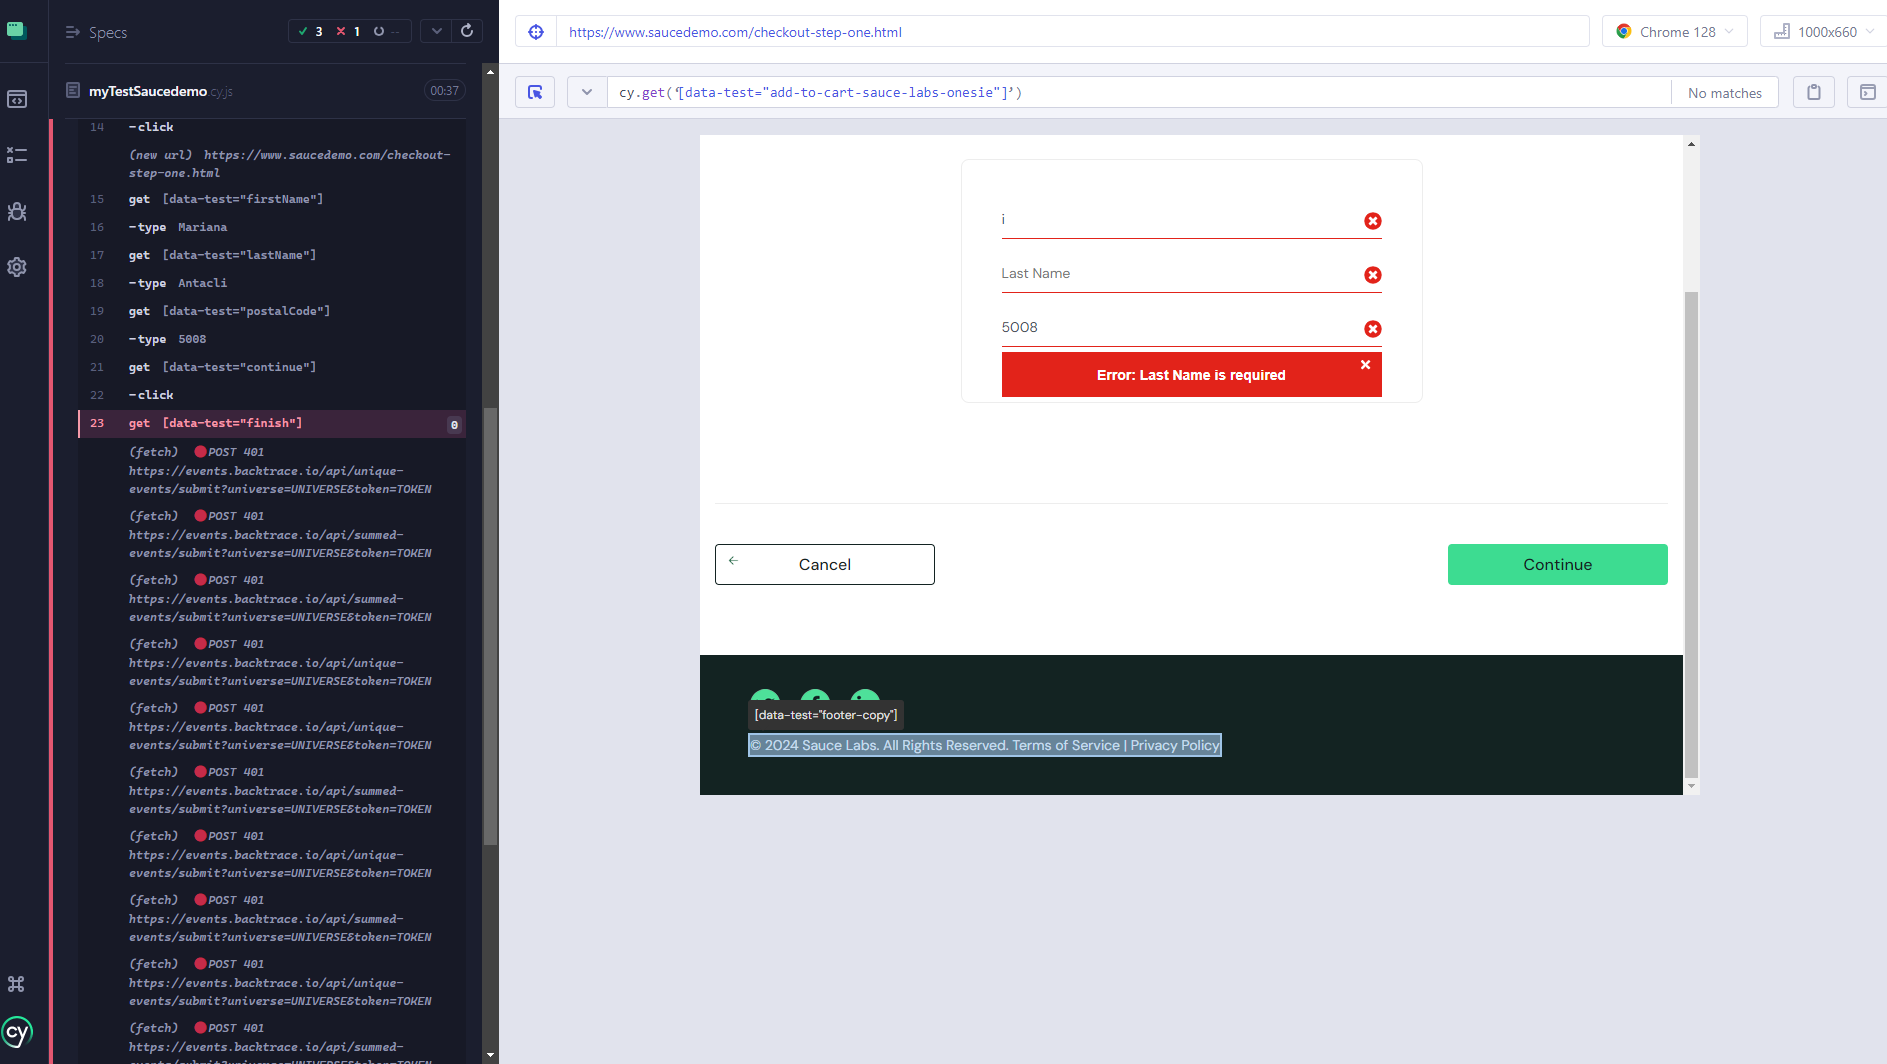 Specs
3 1 --
myTestSaucedemo cy.js 00:37
14 -click
(new url) https://www.saucedemo.com/checkout-
step-one.html
15 get [data-test="firstName"]
16 -type Mariana
17 get [data-test="lastName"]
18 -type Antacli
19 get [data-test="postalCode"]
20 -type 5008
21 get [data-test="continue"]
22 -click
23 get [data-test="finish"] 0
(fetch) POST 401
https://events.backtrace.io/api/unique-
events/submit?universe=UNIVERSE&token=TOKEN
(fetch) POST 401
https://events.backtrace.io/api/summed-
events/submit?universe=UNIVERSE&token=TOKEN
(fetch) POST 401
https://events.backtrace.io/api/summed-
events/submit?universe=UNIVERSE&token=TOKEN
(fetch) POST 401
https://events.backtrace.io/api/unique-
events/submit?universe=UNIVERSE&token=TOKEN
(fetch) POST 401
https://events.backtrace.io/api/unique-
events/submit?universe=UNIVERSE&token=TOKEN
(fetch) POST 401
https://events.backtrace.io/api/summed-
events/submit?universe=UNIVERSE&token=TOKEN
(fetch) POST 401
https://events.backtrace.io/api/unique-
events/submit?universe=UNIVERSE&token=TOKEN
(fetch) POST 401
https://events.backtrace.io/api/summed-
events/submit?universe=UNIVERSE&token=TOKEN
(fetch) POST 401
https://events.backtrace.io/api/unique-
events/submit?universe=UNIVERSE&token=TOKEN
(fetch) POST 401
https://events.backtrace.io/api/summed-
events/submit?universe=UNIVERSE&token=TOKEN
cy
https://www.saucedemo.com/checkout-step-one.html
Chrome 128
1000x660
cy.get('[data-test="add-to-cart-sauce-labs-onesie"]')
No matches
i
Last Name
5008
Error: Last Name is required
Cancel
Continue
[data-test="footer-copy"]
© 2024 Sauce Labs. All Rights Reserved. Terms of Service | Privacy Policy